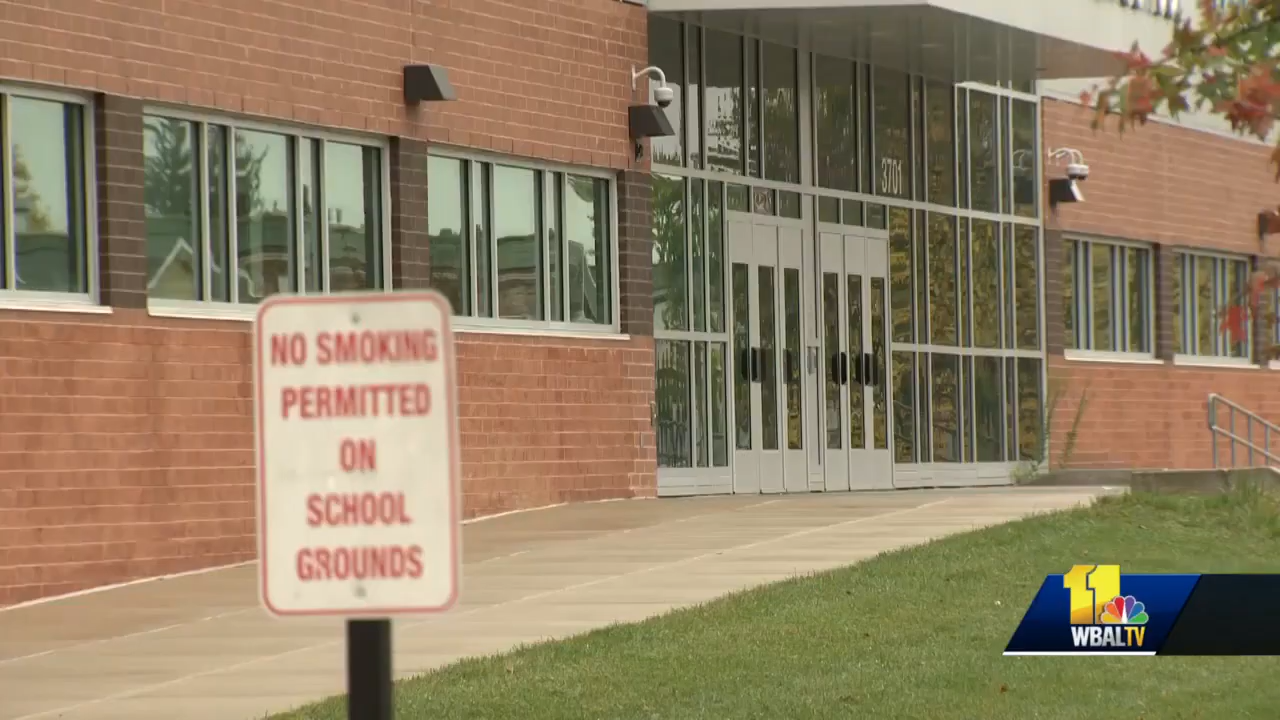 3701
NO SMOKING
PERMITTED
ON
SCHOOL
GROUNDS
11
WBALTV